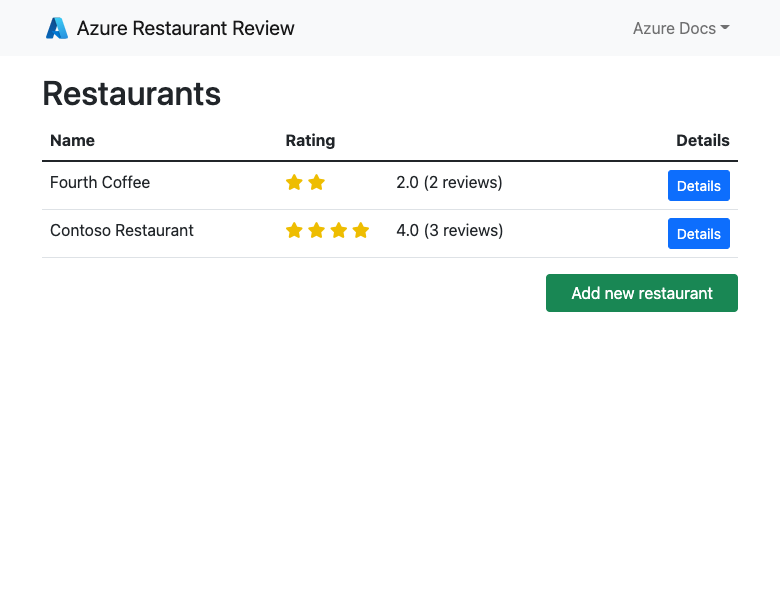 Azure Restaurant Review Azure Docs
Restaurants
Name Rating Details
Fourth Coffee 2.0 (2 reviews) Details
Contoso Restaurant 4.0 (3 reviews) Details
Add new restaurant